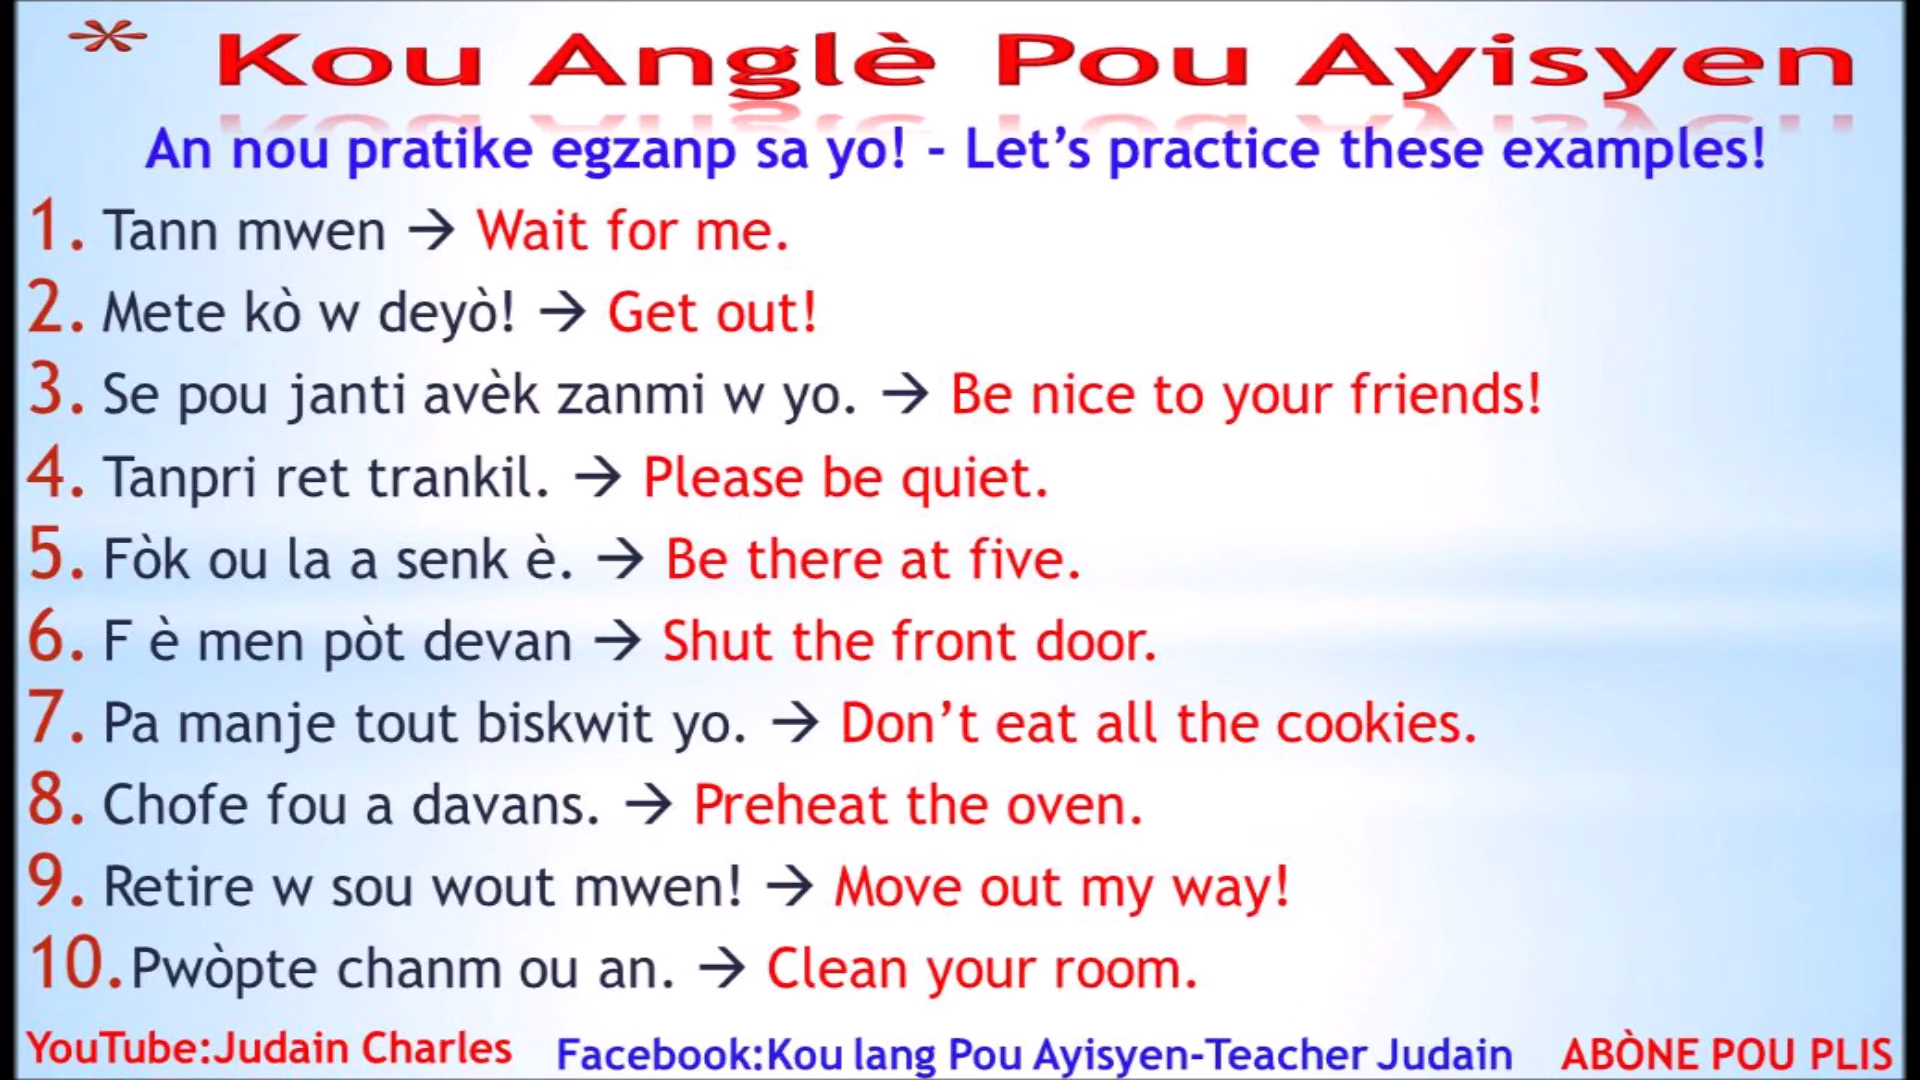 * Kou Anglè Pou Ayisyen
An nou pratike egzanp sa yo! - Let’s practice these examples!
1. Tann mwen → Wait for me.
2. Mete kò w deyò! → Get out!
3. Se pou janti avèk zanmi w yo. → Be nice to your friends!
4. Tanpri ret trankil. → Please be quiet.
5. Fòk ou la a senk è. → Be there at five.
6. F è men pòt devan → Shut the front door.
7. Pa manje tout biskwit yo. → Don’t eat all the cookies.
8. Chofe fou a davans. → Preheat the oven.
9. Retire w sou wout mwen! → Move out my way!
10. Pwòpte chanm ou an. → Clean your room.
YouTube:Judain Charles Facebook:Kou lang Pou Ayisyen-Teacher Judain ABÒNE POU PLIS